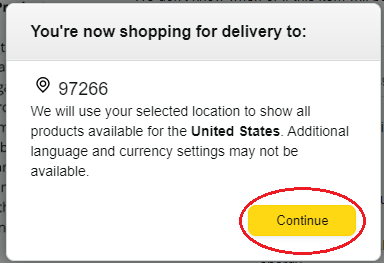 You're now shopping for delivery to:
97266
We will use your selected location to show all
products available for the United States. Additional
language and currency settings may not be
available.
Continue